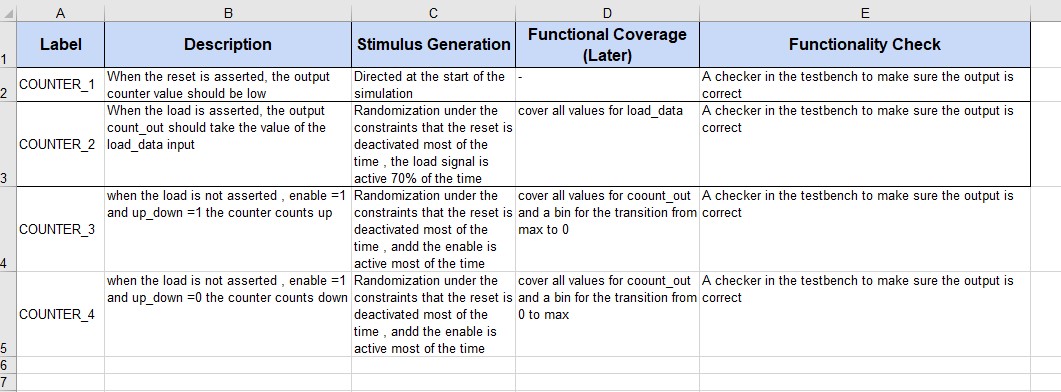 A B C D E
1 Label Description Stimulus Generation Functional Coverage (Later) Functionality Check
2 COUNTER_1
When the reset is asserted, the output
counter value should be low
Directed at the start of the
simulation
-
A checker in the testbench to make sure the output is
correct
3 COUNTER_2
When the load is asserted, the output
count_out should take the value of the
load_data input
Randomization under the
constraints that the reset is
deactivated most of the
time , the load signal is
active 70% of the time
cover all values for load_data
A checker in the testbench to make sure the output is
correct
4 COUNTER_3
when the load is not asserted , enable =1
and up_down =1 the counter counts up
Randomization under the
constraints that the reset is
deactivated most of the
time , andd the enable is
active most of the time
cover all values for coount_out
and a bin for the transition from
max to 0
A checker in the testbench to make sure the output is
correct
5 COUNTER_4
when the load is not asserted , enable =1
and up_down =0 the counter counts down
Randomization under the
constraints that the reset is
deactivated most of the
time , andd the enable is
active most of the time
cover all values for coount_out
and a bin for the transition from
0 to max
A checker in the testbench to make sure the output is
correct
6
7